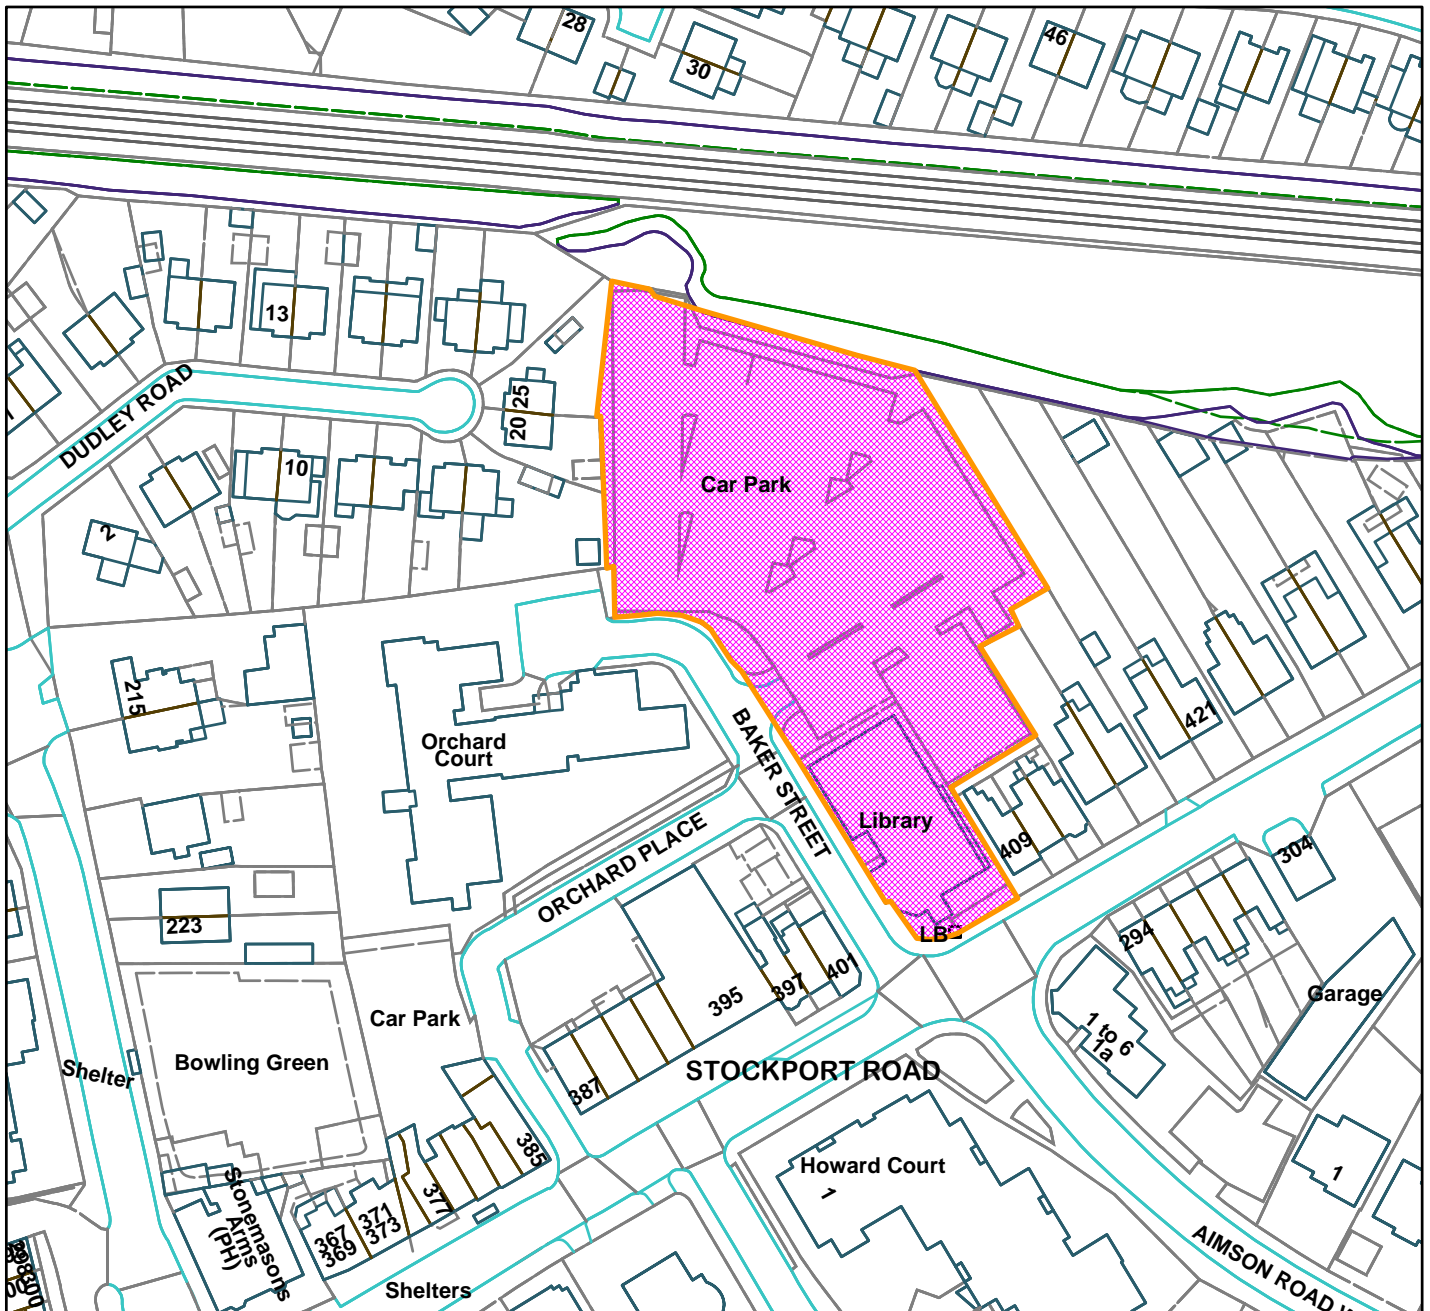 28
30
46
13
DUDLEY ROAD
20 25
10
2
Car Park
215
Orchard
Court
BAKER STREET
421
Library
409
ORCHARD PLACE
304
223
LB
294
401
397
395
Garage
Car Park
1 to 6
1a
Bowling Green
Shelter
STOCKPORT ROAD
387
385
Howard Court
1
1
377
371
373
367
369
Stonemasons
Arms
(PH)
AIMSON ROAD
Shelters